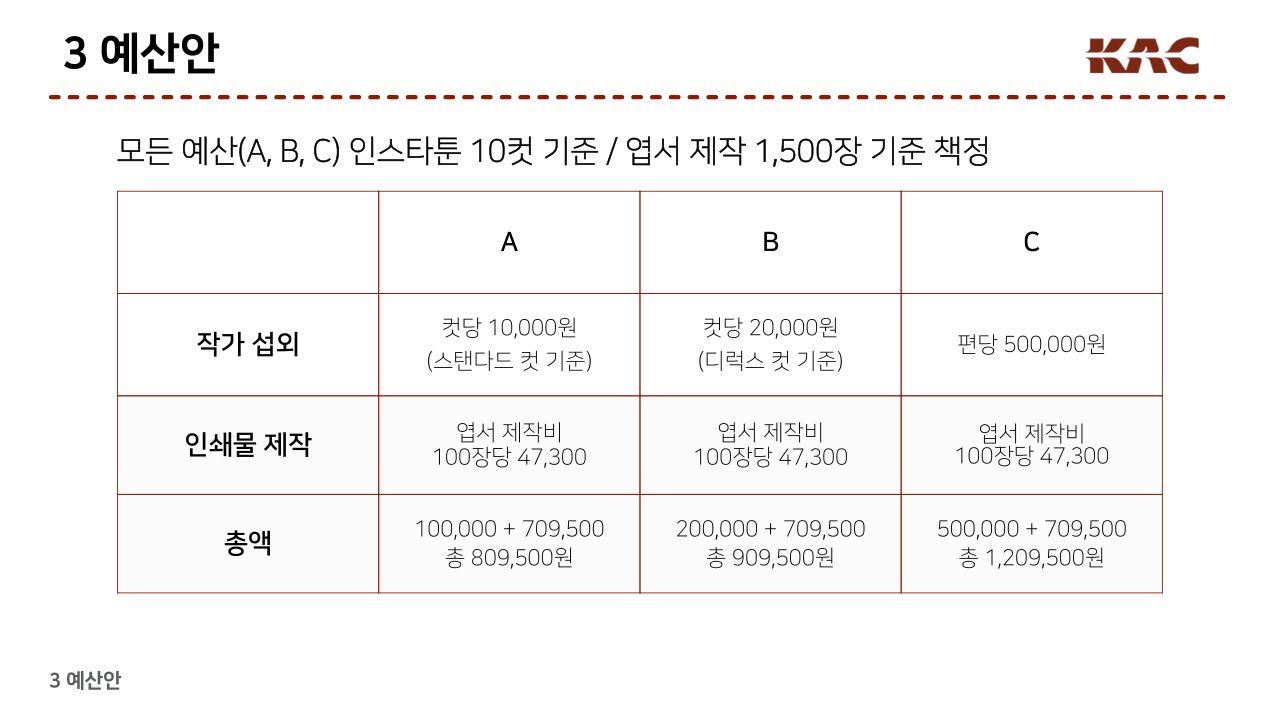 3 예산안
KAC
모든 예산(A, B, C) 인스타툰 10컷 기준 / 엽서 제작 1,500장 기준 책정
A
B
C
작가 섭외
컷당 10,000원
(스탠다드 컷 기준)
컷당 20,000원
(디럭스 컷 기준)
편당 500,000원
인쇄물 제작
엽서 제작비
100장당 47,300
엽서 제작비
100장당 47,300
엽서 제작비
100장당 47,300
총액
100,000 + 709,500
총 809,500원
200,000 + 709,500
총 909,500원
500,000 + 709,500
총 1,209,500원
3 예산안